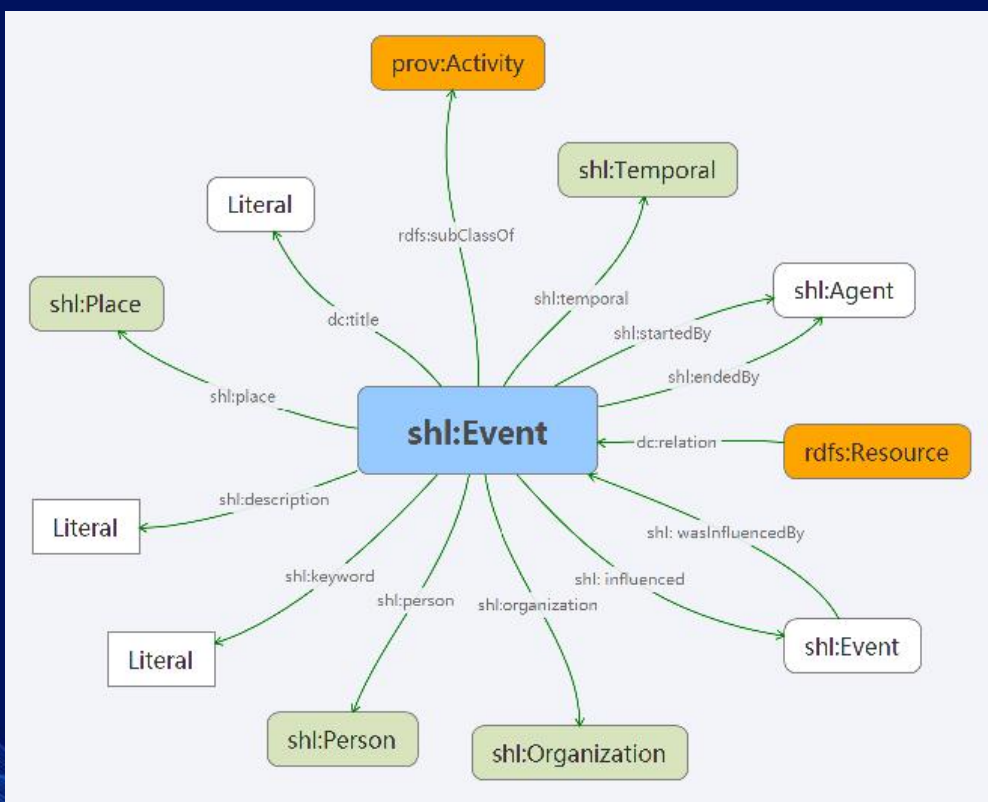 prov:Activity
shl:Temporal
Literal
rdfs:subClassOf
shl:Agent
shl:Place
shl:temporal
dc:title
shl:startedBy
shl:endedBy
shl:place
shl:Event
dc:relation
rdfs:Resource
shl:description
Literal
shl: wasInfluencedBy
shl:keyword
shl: influenced
shl:person
shl:organization
shl:Event
Literal
shl:Person
shl:Organization